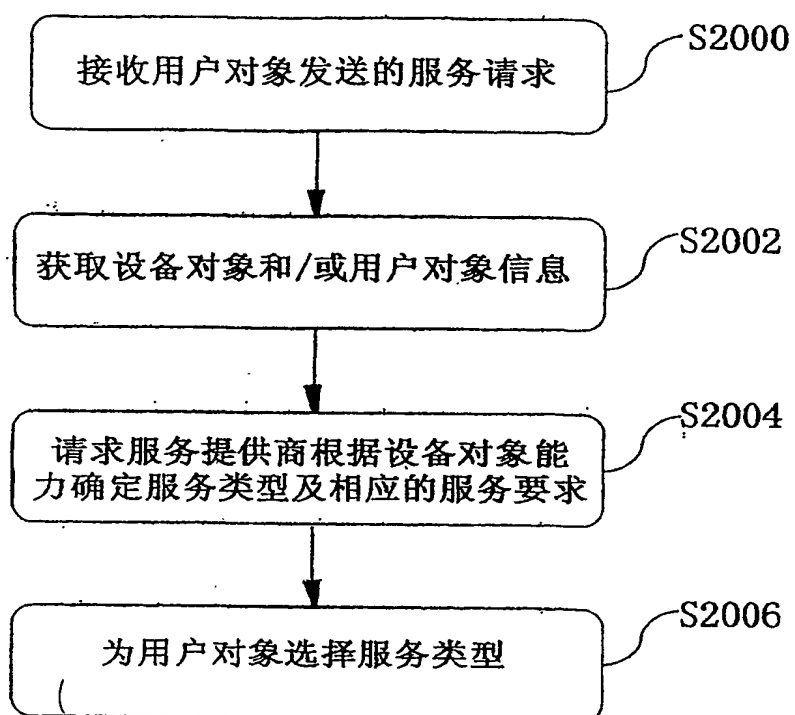 接收用户对象发送的服务请求
S2000
获取设备对象和/或用户对象信息
S2002
请求服务提供商根据设备对象能
力确定服务类型及相应的服务要求
S2004
为用户对象选择服务类型
S2006